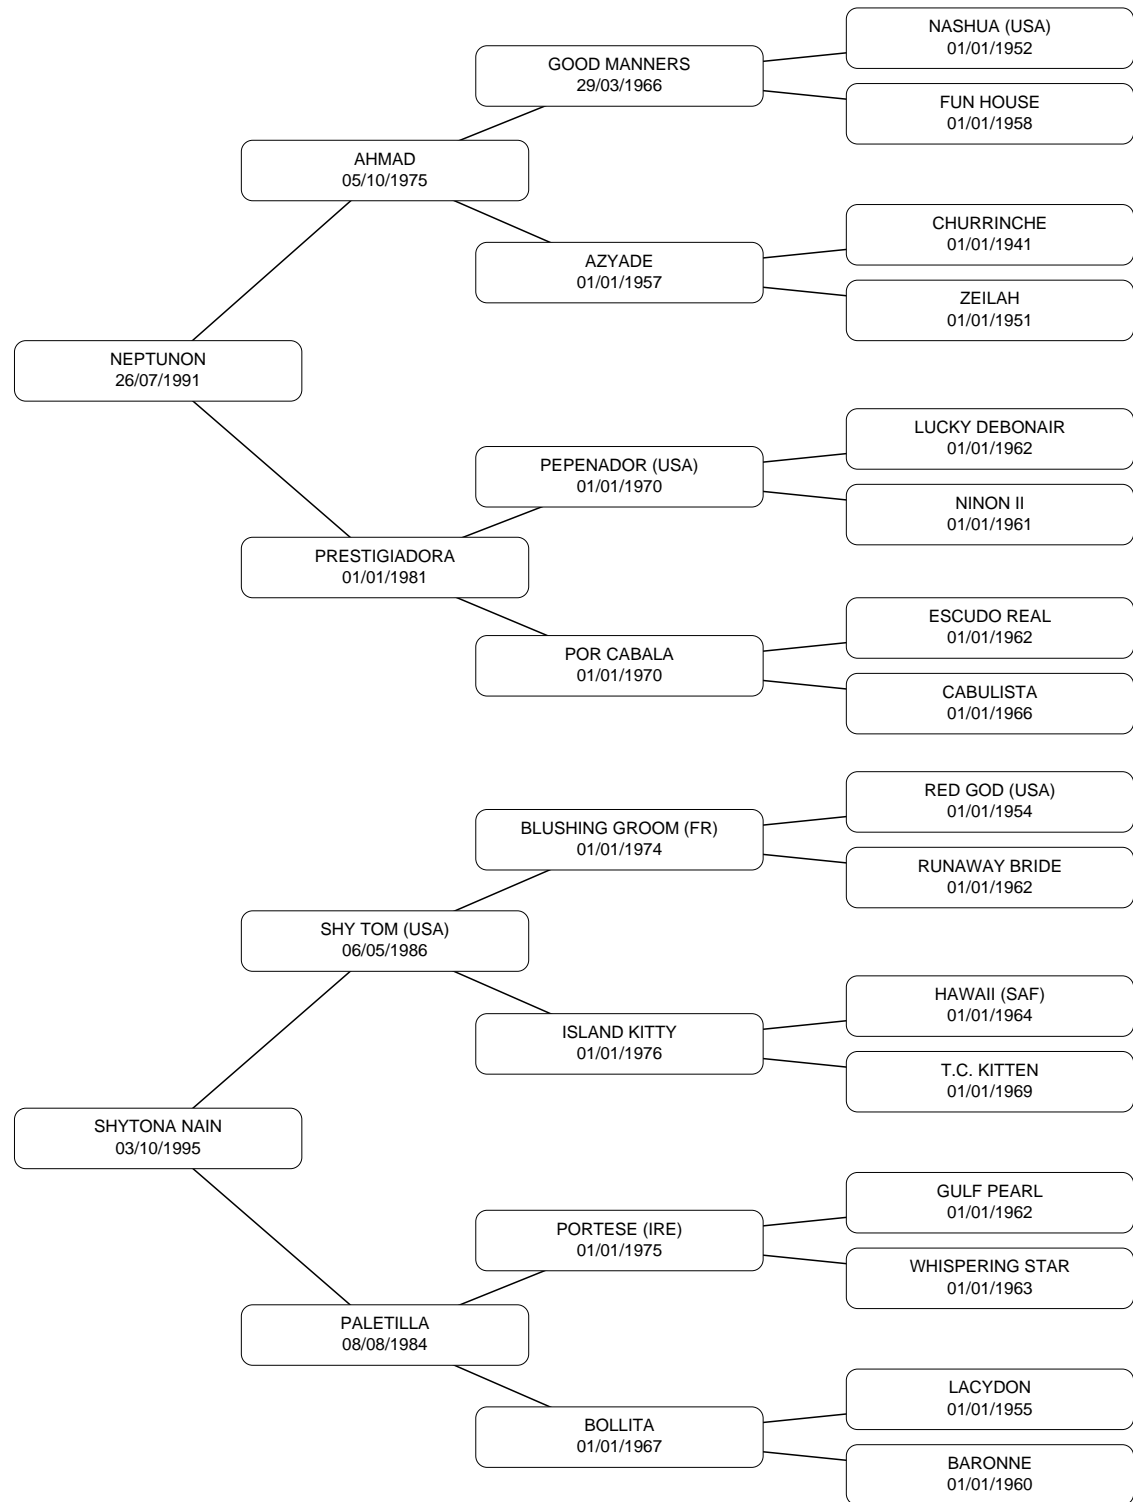 NASHUA (USA)
01/01/1952
GOOD MANNERS
29/03/1966
FUN HOUSE
01/01/1958
AHMAD
05/10/1975
CHURRINCHE
01/01/1941
AZYADE
01/01/1957
ZEILAH
01/01/1951
NEPTUNON
26/07/1991
LUCKY DEBONAIR
01/01/1962
PEPENADOR (USA)
01/01/1970
NINON II
01/01/1961
PRESTIGIADORA
01/01/1981
ESCUDO REAL
01/01/1962
POR CABALA
01/01/1970
CABULISTA
01/01/1966
RED GOD (USA)
01/01/1954
BLUSHING GROOM (FR)
01/01/1974
RUNAWAY BRIDE
01/01/1962
SHY TOM (USA)
06/05/1986
HAWAII (SAF)
01/01/1964
ISLAND KITTY
01/01/1976
T.C. KITTEN
01/01/1969
SHYTONA NAIN
03/10/1995
GULF PEARL
01/01/1962
PORTESE (IRE)
01/01/1975
WHISPERING STAR
01/01/1963
PALETILLA
08/08/1984
LACYDON
01/01/1955
BOLLITA
01/01/1967
BARONNE
01/01/1960